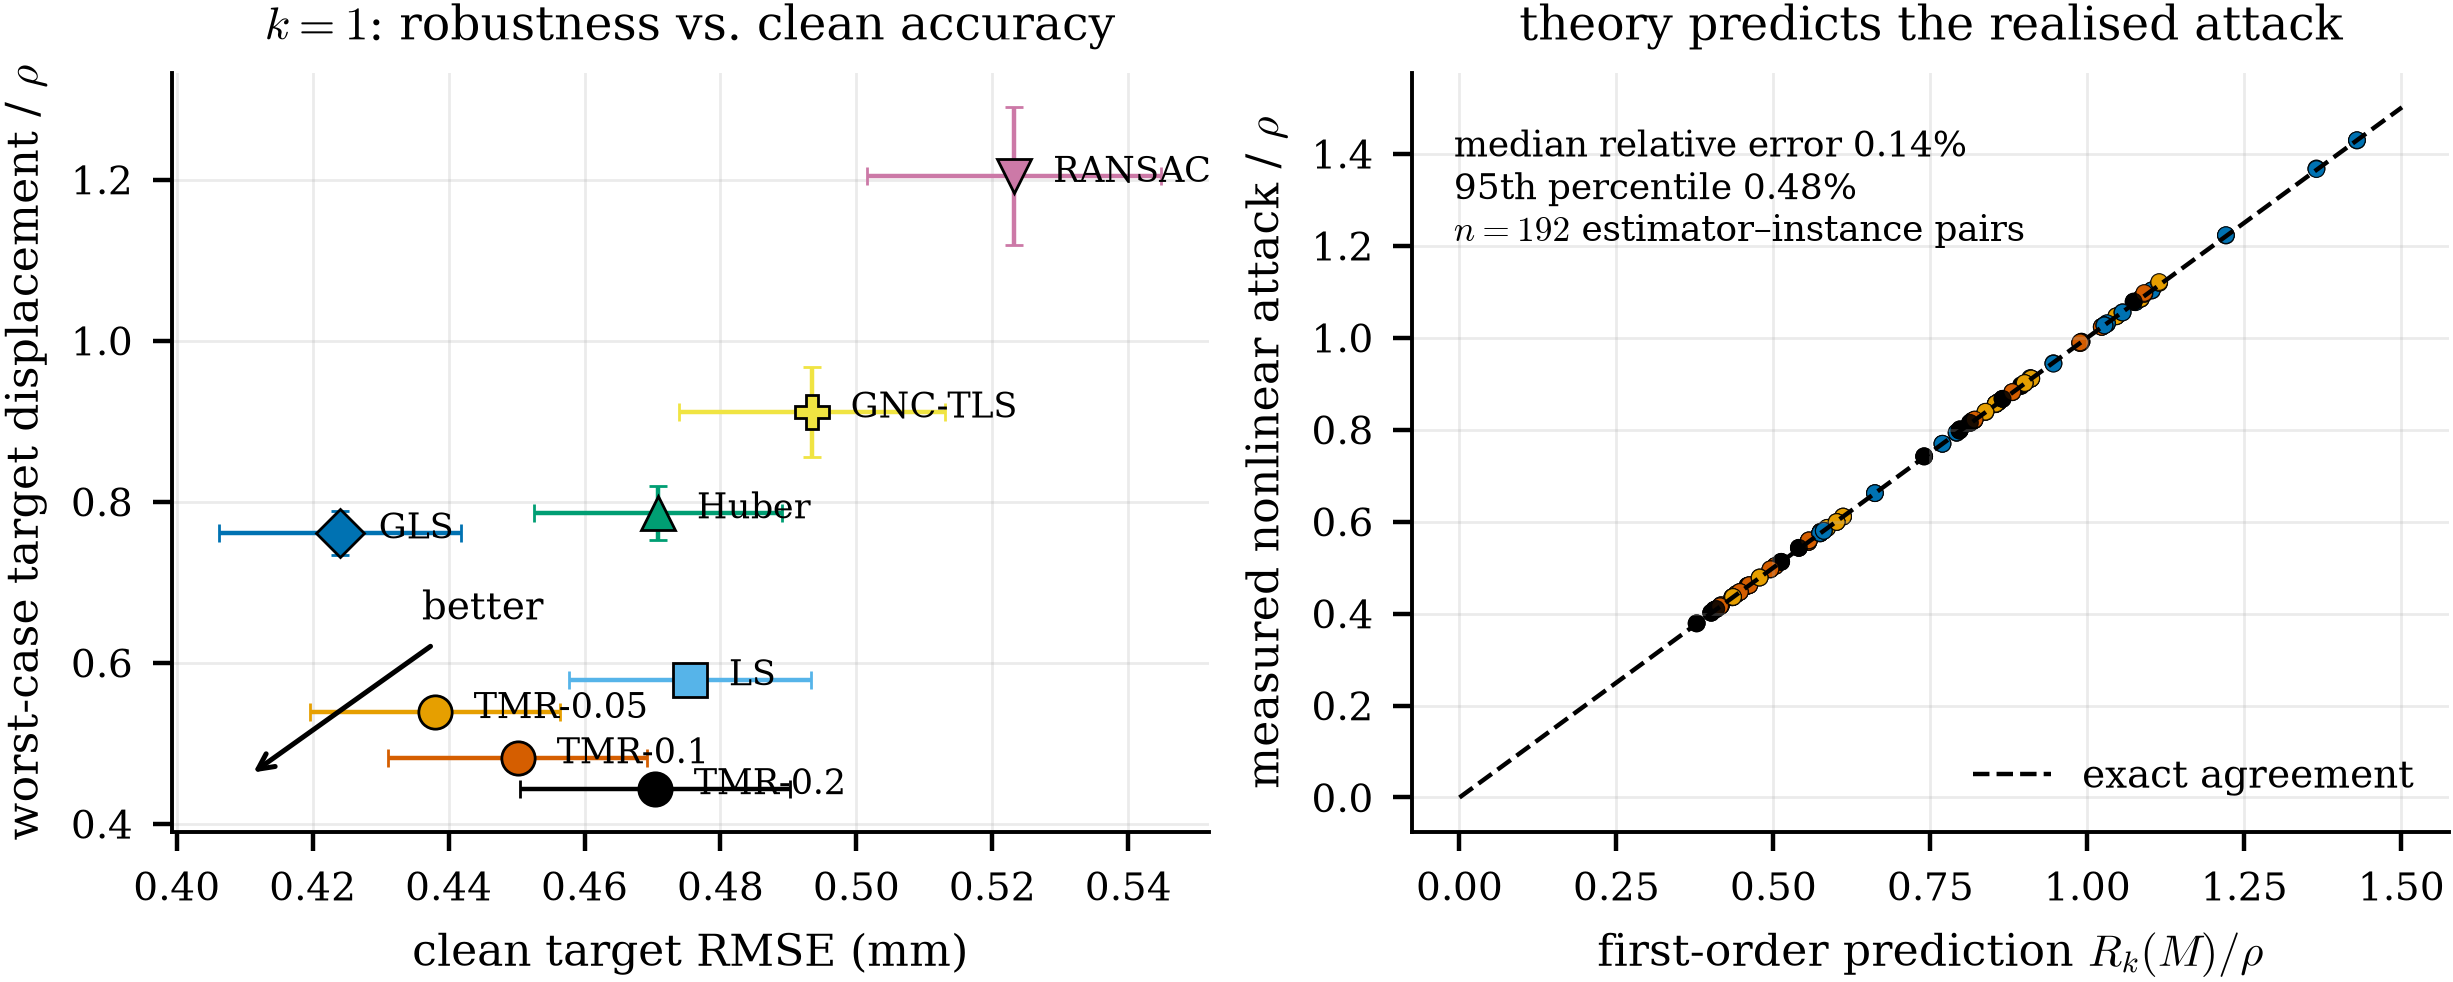 k = 1: robustness vs. clean accuracy
worst-case target displacement / ρ
1.2
1.0
0.8
0.6
0.4
RANSAC
GNC-TLS
Huber
GLS
better
LS
TMR-0.05
TMR-0.1
TMR-0.2
0.40 0.42 0.44 0.46 0.48 0.50 0.52 0.54
clean target RMSE (mm)
theory predicts the realised attack
measured nonlinear attack / ρ
1.4
1.2
1.0
0.8
0.6
0.4
0.2
0.0
median relative error 0.14%
95th percentile 0.48%
n = 192 estimator–instance pairs
exact agreement
0.00 0.25 0.50 0.75 1.00 1.25 1.50
first-order prediction Rₖ(M)/ρ